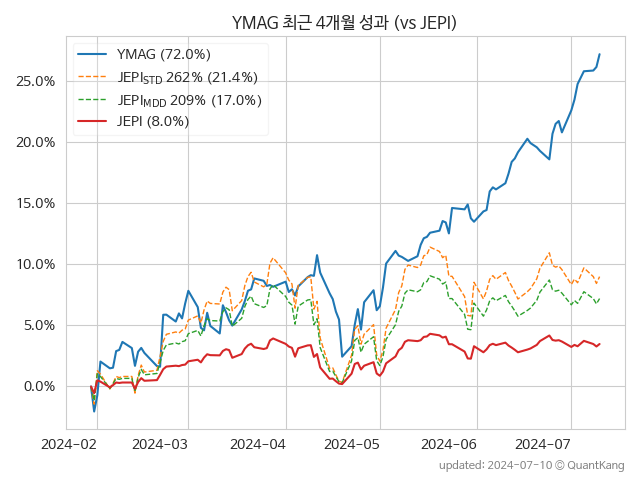 YMAG 최근 4개월 성과 (vs JEPI)
YMAG (72.0%)
JEPI_STD 262% (21.4%)
JEPI_MDD 209% (17.0%)
JEPI (8.0%)
25.0%
20.0%
15.0%
10.0%
5.0%
0.0%
2024-02 2024-03 2024-04 2024-05 2024-06 2024-07
updated: 2024-07-10 © QuantKang